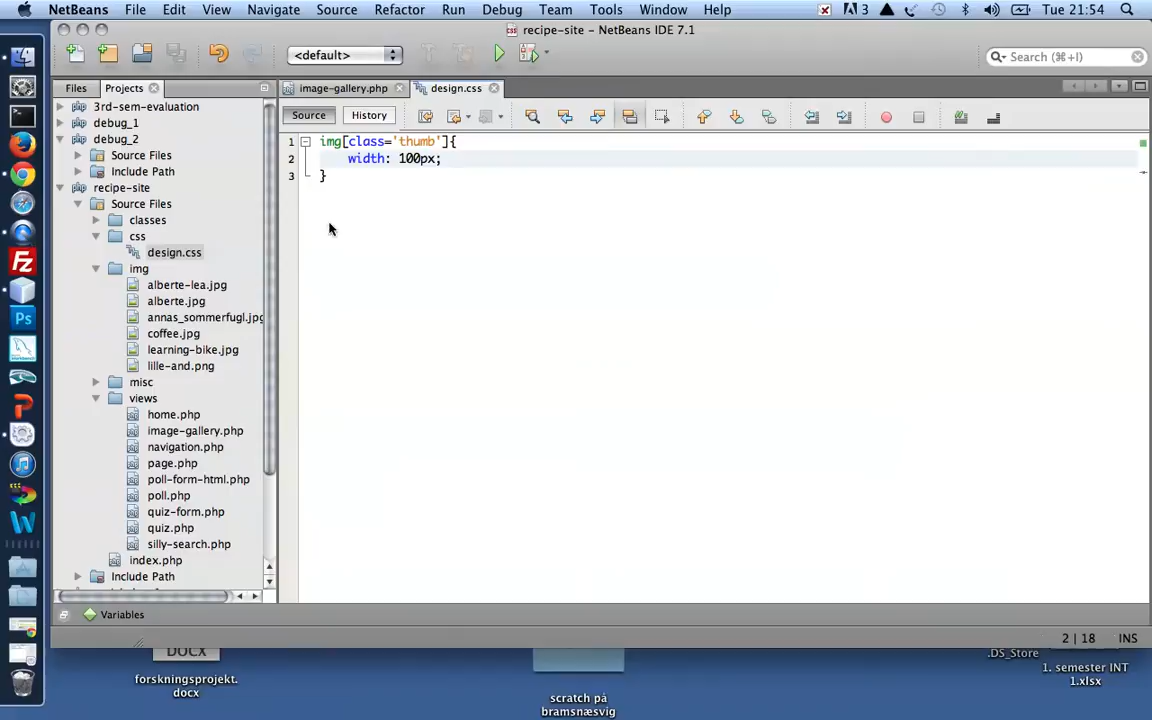 NetBeans File Edit View Navigate Source Refactor Run Debug Team Tools Window Help 3 Tue 21:54
recipe-site – NetBeans IDE 7.1
<default> Search (⌘+I)
Files Projects image-gallery.php design.css
Source History
3rd-sem-evaluation
debug_1
debug_2
Source Files
Include Path
recipe-site
Source Files
classes
css
design.css
img
alberte-lea.jpg
alberte.jpg
annas_sommerfugl.jpg
coffee.jpg
learning-bike.jpg
lille-and.png
misc
views
home.php
image-gallery.php
navigation.php
page.php
poll-form-html.php
poll.php
quiz-form.php
quiz.php
silly-search.php
index.php
Include Path
1 img[class='thumb']{
2 width: 100px;
3 }
Variables
2 | 18 INS
DOCX
forskningsprojekt.
docx
scratch på
bramsnæsvig
.DS_Store
1. semester INT
1.xlsx
Fz
Ps